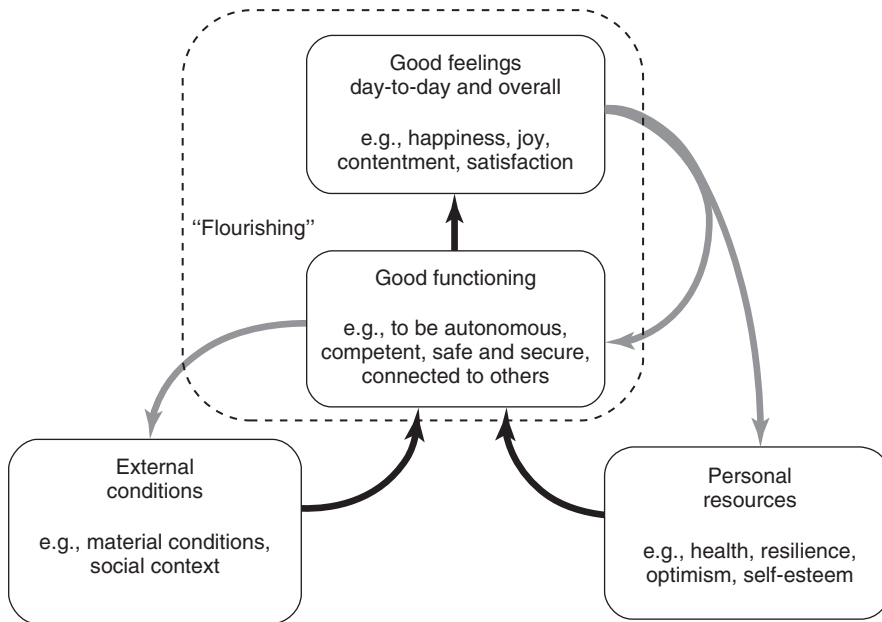 Good feelings
day-to-day and overall
e.g., happiness, joy,
contentment, satisfaction
“Flourishing”
Good functioning
e.g., to be autonomous,
competent, safe and secure,
connected to others
External
conditions
e.g., material conditions,
social context
Personal
resources
e.g., health, resilience,
optimism, self-esteem